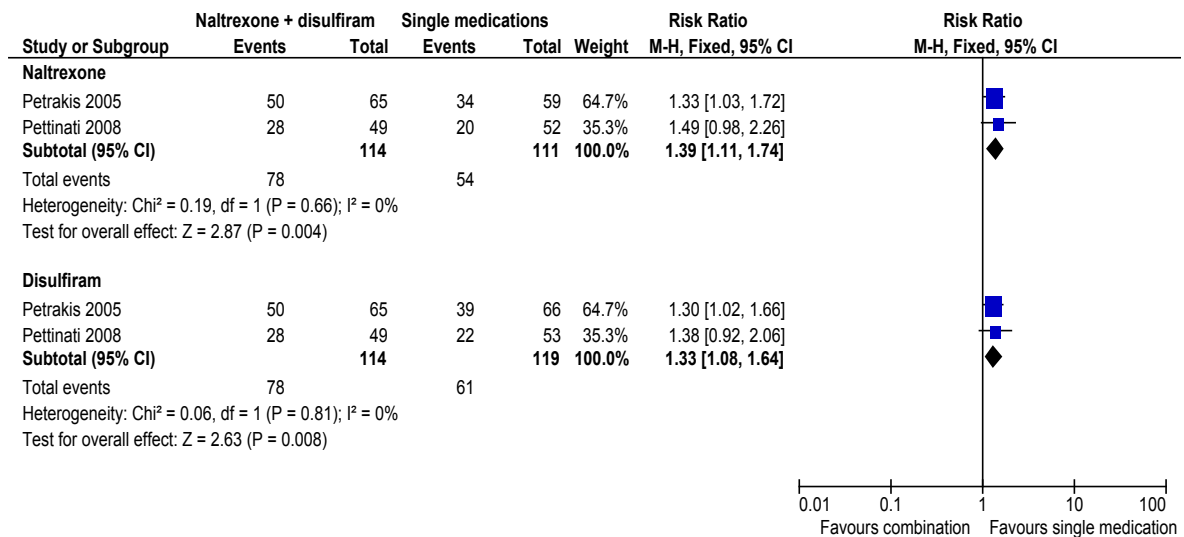 Naltrexone + disulfiram Single medications Risk Ratio Risk Ratio
Study or Subgroup Events Total Events Total Weight M-H, Fixed, 95% CI M-H, Fixed, 95% CI
Naltrexone
Petrakis 2005 50 65 34 59 64.7% 1.33 [1.03, 1.72]
Pettinati 2008 28 49 20 52 35.3% 1.49 [0.98, 2.26]
Subtotal (95% CI) 114 111 100.0% 1.39 [1.11, 1.74]
Total events 78 54
Heterogeneity: Chi² = 0.19, df = 1 (P = 0.66); I² = 0%
Test for overall effect: Z = 2.87 (P = 0.004)
Disulfiram
Petrakis 2005 50 65 39 66 64.7% 1.30 [1.02, 1.66]
Pettinati 2008 28 49 22 53 35.3% 1.38 [0.92, 2.06]
Subtotal (95% CI) 114 119 100.0% 1.33 [1.08, 1.64]
Total events 78 61
Heterogeneity: Chi² = 0.06, df = 1 (P = 0.81); I² = 0%
Test for overall effect: Z = 2.63 (P = 0.008)
0.01 0.1 1 10 100
Favours combination Favours single medication